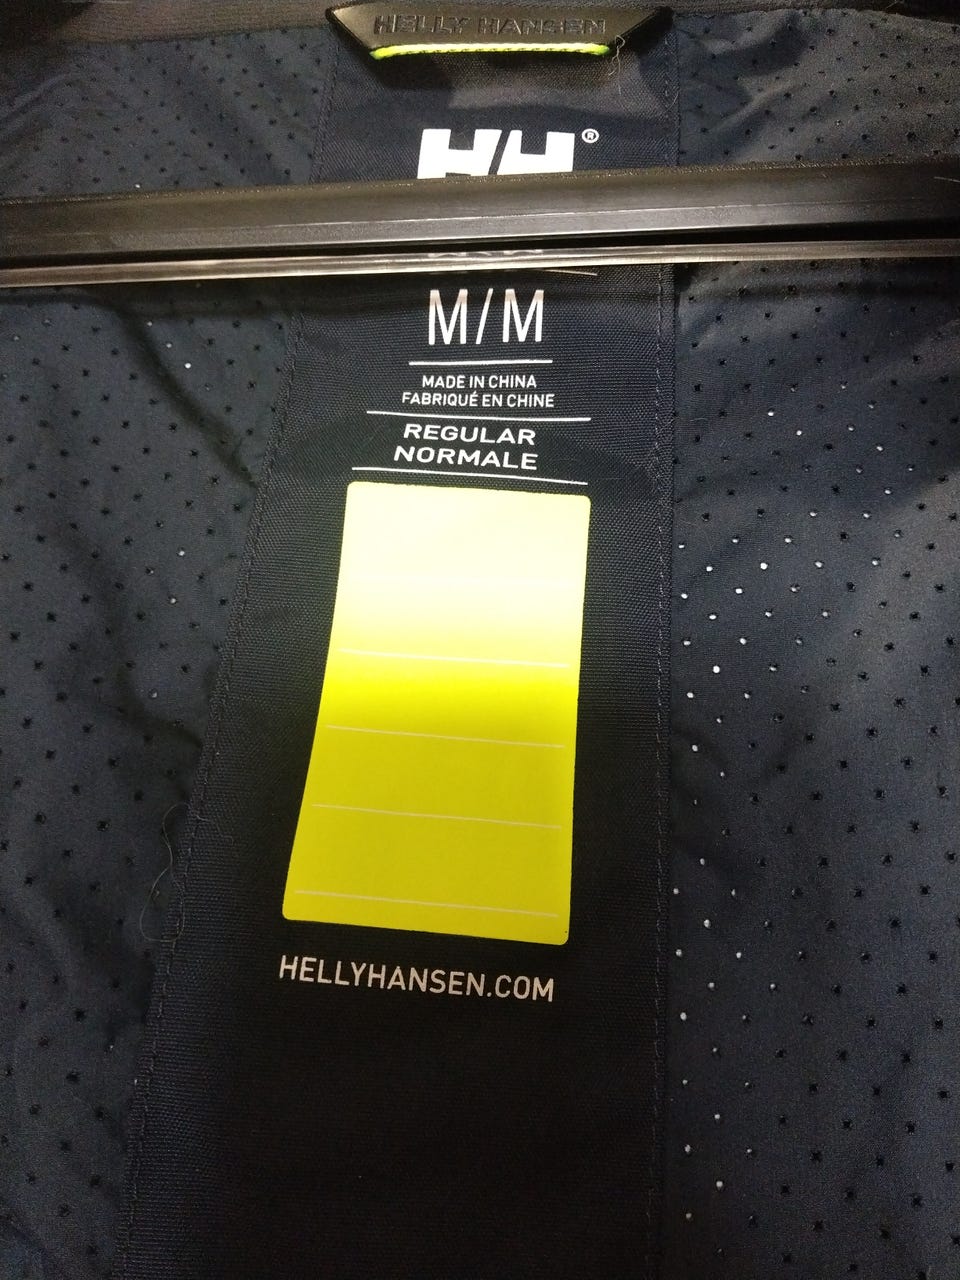 HELLY HANSEN
HH®
M/M
MADE IN CHINA
FABRIQUÉ EN CHINE
REGULAR
NORMALE
HELLYHANSEN.COM